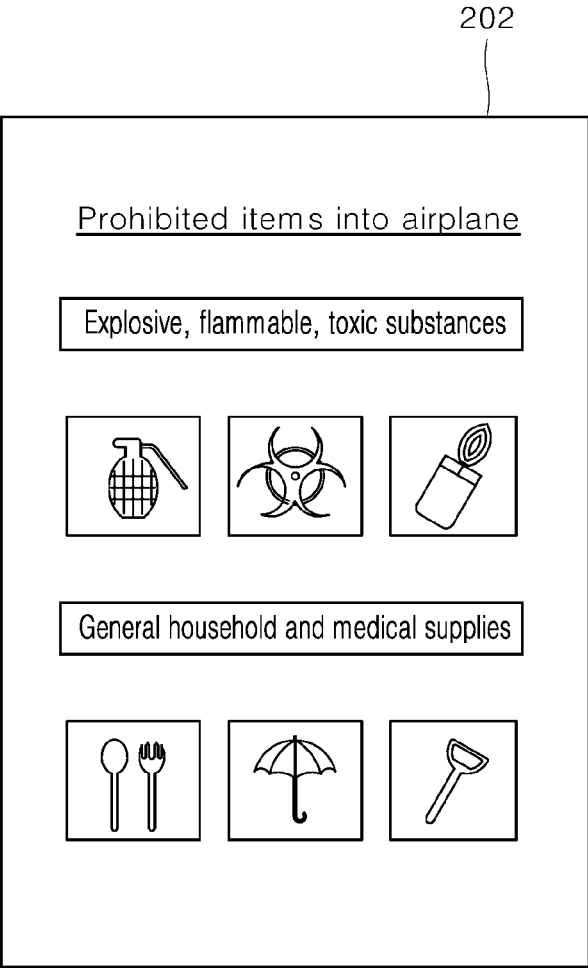 202
Prohibited items into airplane
Explosive, flammable, toxic substances
General household and medical supplies